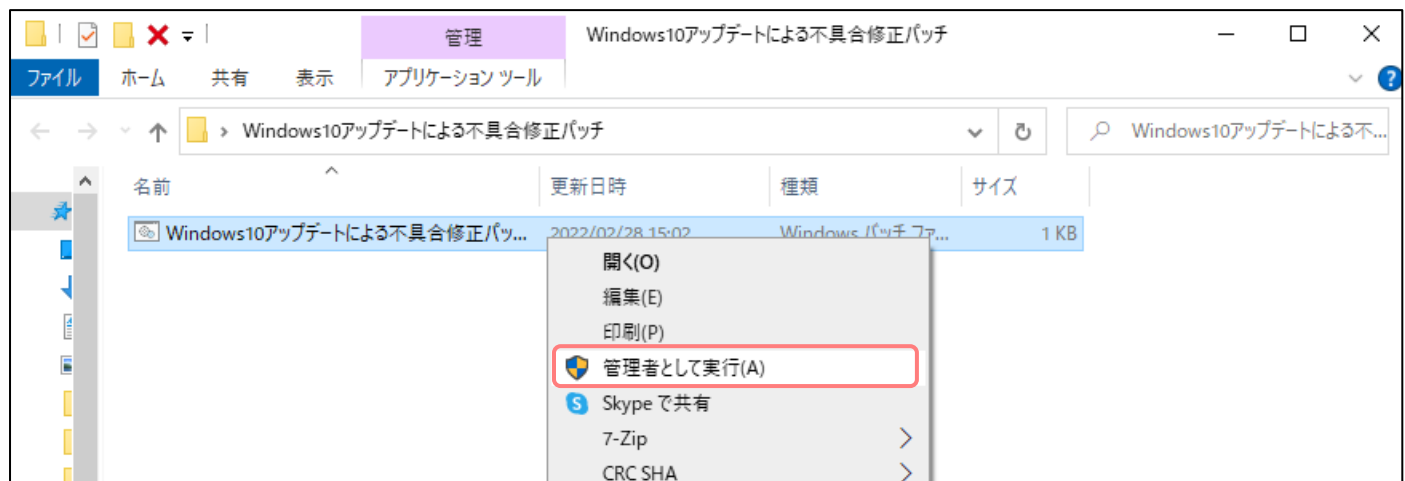 管理
Windows10アップデートによる不具合修正パッチ
ファイル ホーム 共有 表示 アプリケーション ツール
Windows10アップデートによる不具合修正パッチ
Windows10アップデートによる不...
名前 更新日時 種類 サイズ
Windows10アップデートによる不具合修正パッ... 2022/02/28 15:02 Windows パッチ ファ... 1 KB
開く(O)
編集(E)
印刷(P)
管理者として実行(A)
Skype で共有
7-Zip
CRC SHA